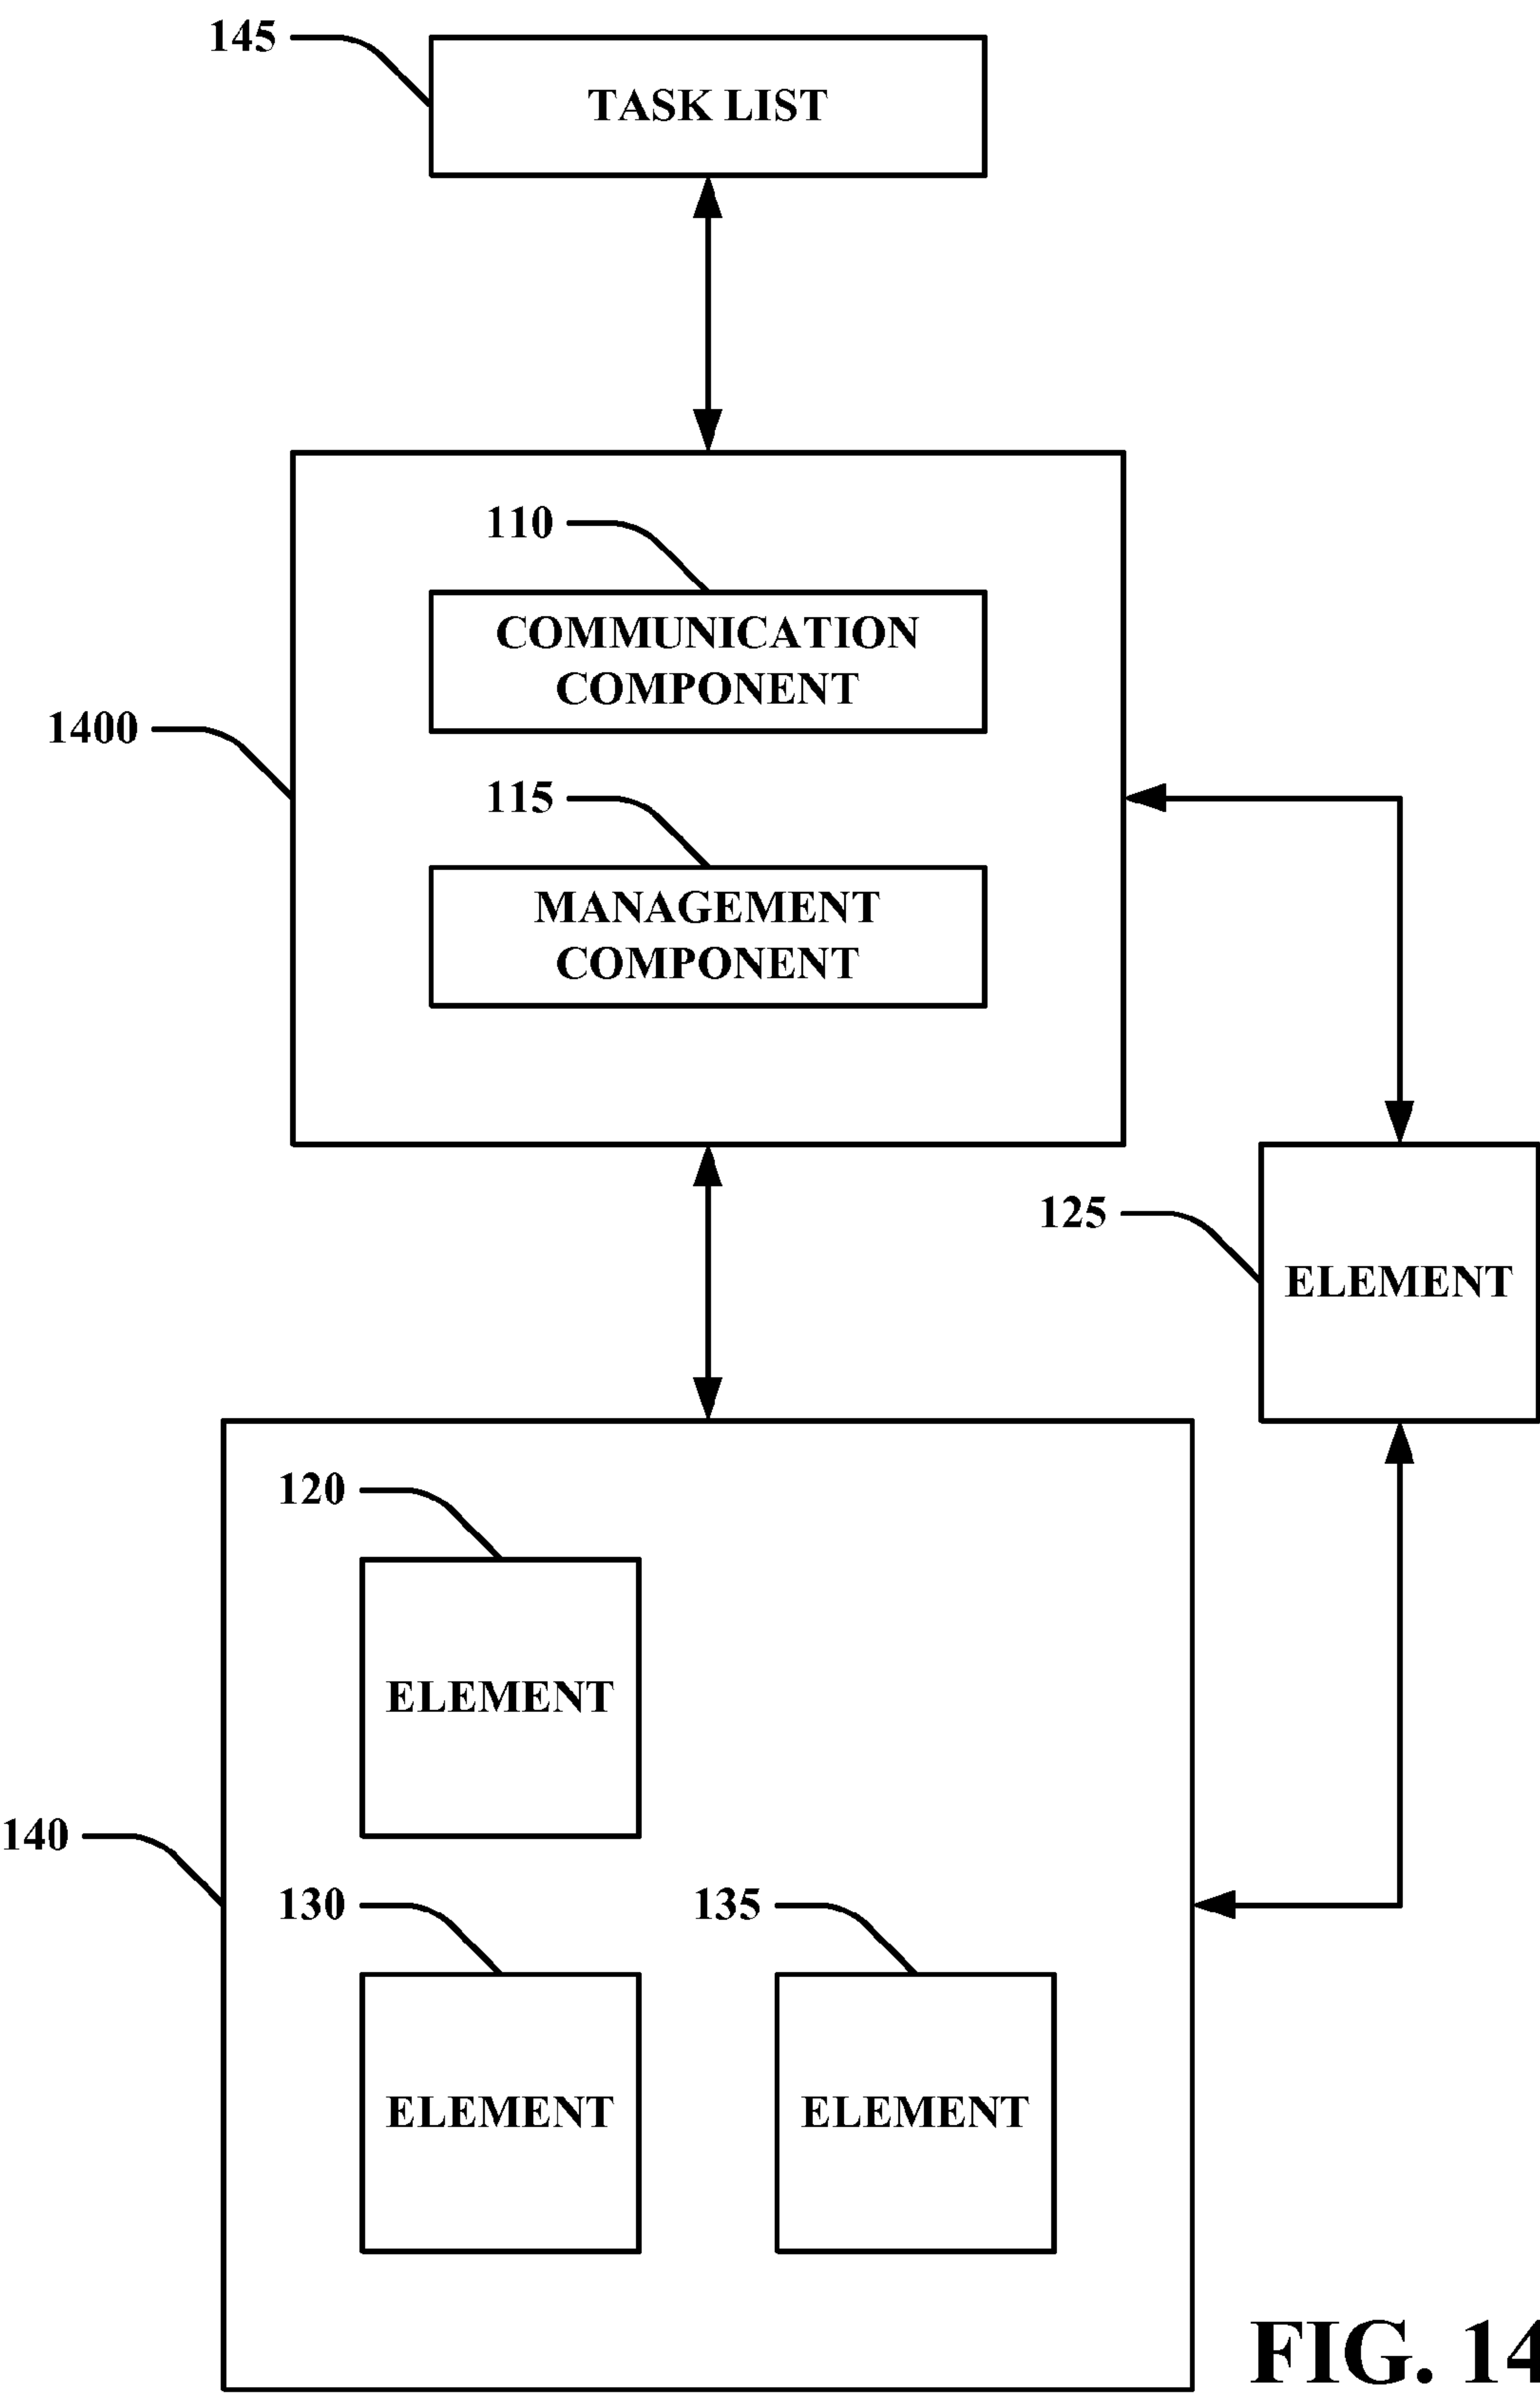 145
TASK LIST
110
COMMUNICATION
COMPONENT
1400
115
MANAGEMENT
COMPONENT
125
ELEMENT
120
ELEMENT
140
130
135
ELEMENT
ELEMENT
FIG. 14